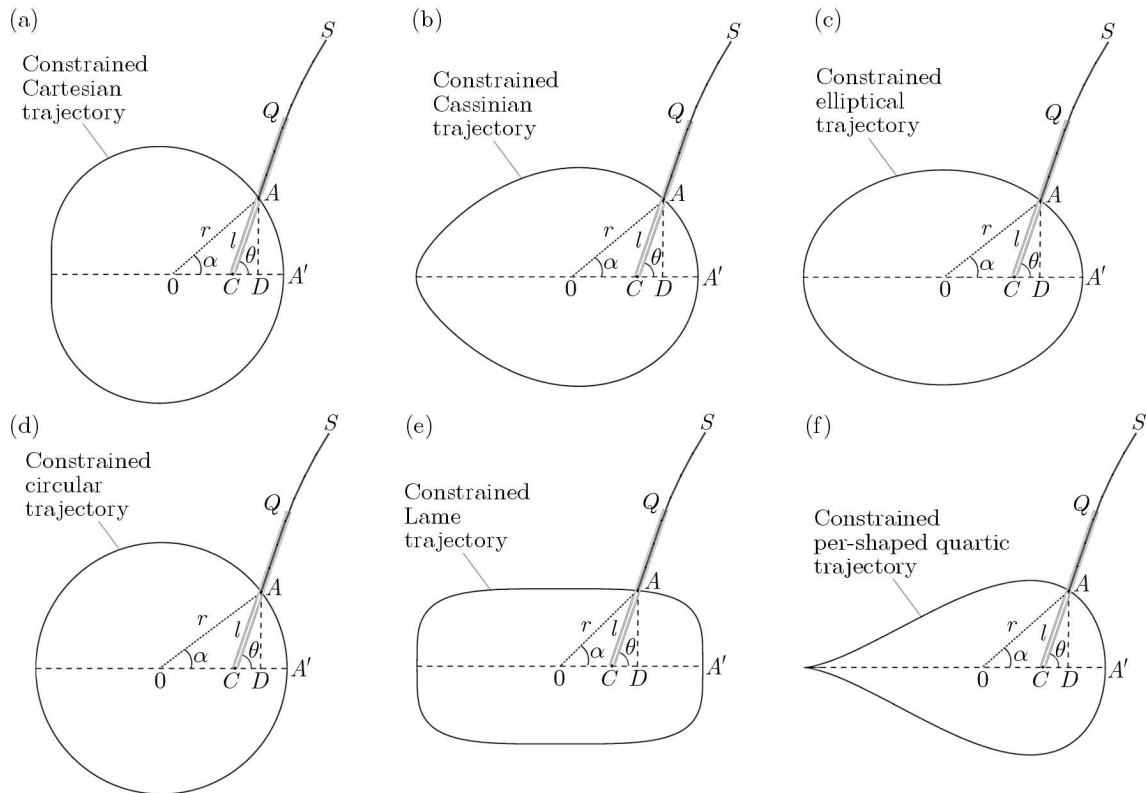 (a)
Constrained
Cartesian
trajectory
S
Q
A
r
l
α
θ
0
C
D
A′
(b)
Constrained
Cassinian
trajectory
S
Q
A
r
l
α
θ
0
C
D
A′
(c)
Constrained
elliptical
trajectory
S
Q
A
r
l
α
θ
0
C
D
A′
(d)
Constrained
circular
trajectory
S
Q
A
r
l
α
θ
0
C
D
A′
(e)
Constrained
Lame
trajectory
S
Q
A
r
l
α
θ
0
C
D
A′
(f)
Constrained
per-shaped quartic
trajectory
S
Q
A
r
l
α
θ
0
C
D
A′